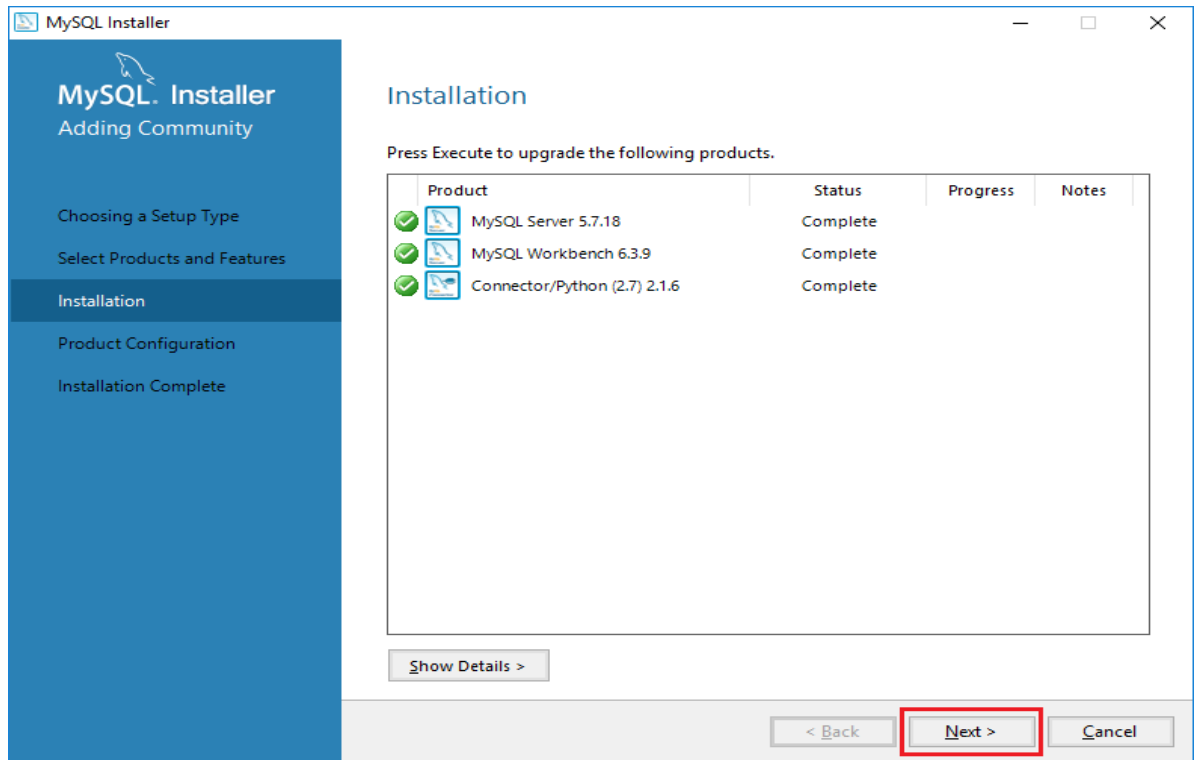 MySQL Installer
MySQL. Installer
Adding Community
Choosing a Setup Type
Select Products and Features
Installation
Product Configuration
Installation Complete
Installation
Press Execute to upgrade the following products.
Product Status Progress Notes
MySQL Server 5.7.18 Complete
MySQL Workbench 6.3.9 Complete
Connector/Python (2.7) 2.1.6 Complete
Show Details >
< Back Next > Cancel